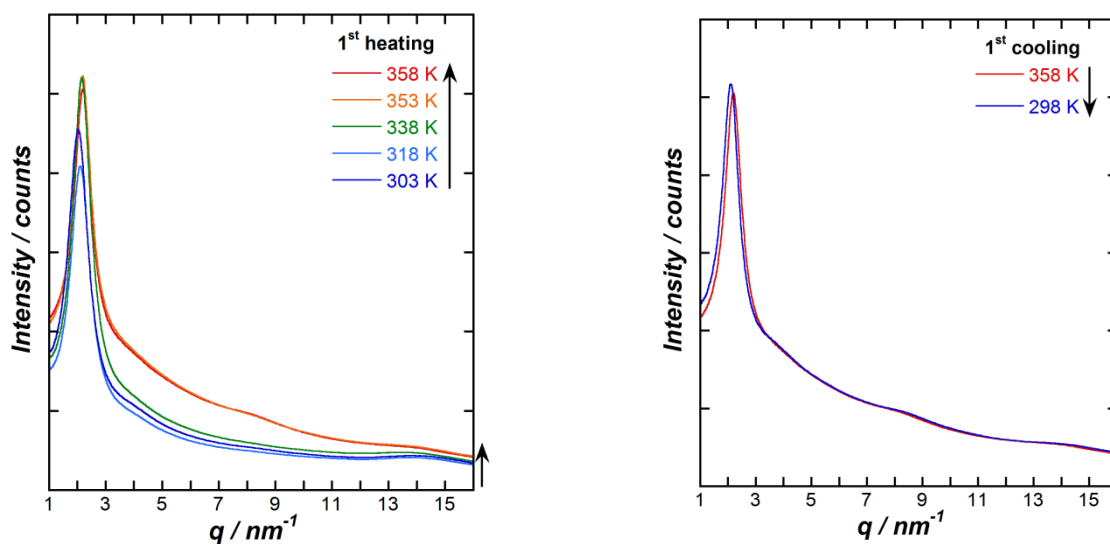 1st heating
358 K
353 K
338 K
318 K
303 K
Intensity / counts
1 3 5 7 9 11 13 15
q / nm-1
1st cooling
358 K
298 K
Intensity / counts
1 3 5 7 9 11 13 15
q / nm-1